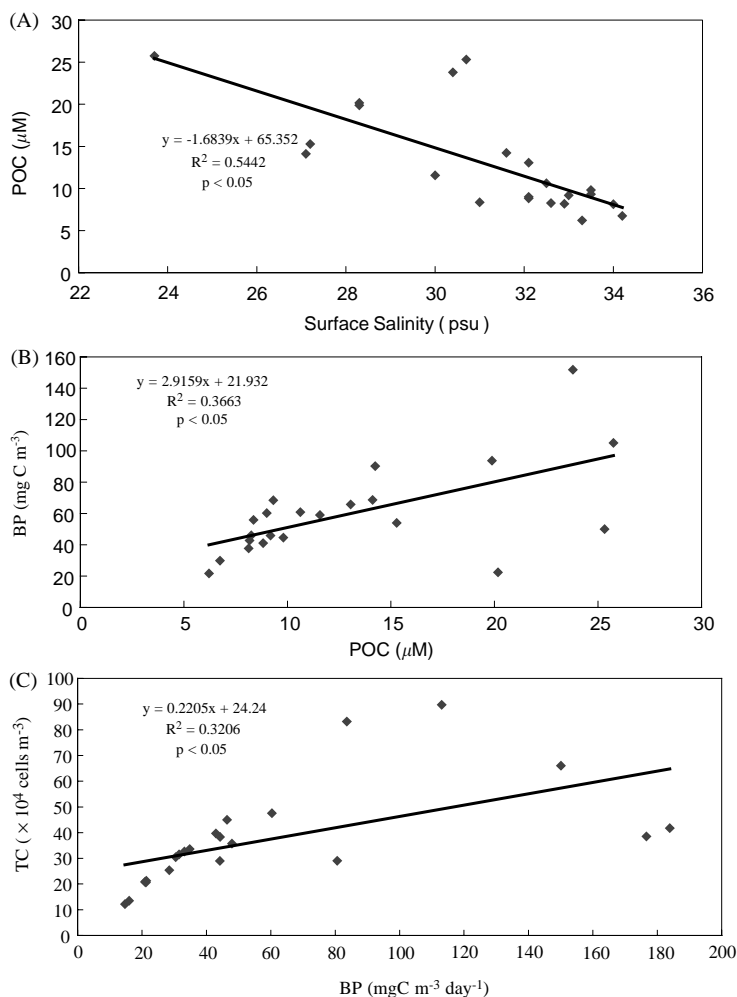 (A)
30
25
20
15
10
5
0
POC (μM)
y = -1.6839x + 65.352
R² = 0.5442
p < 0.05
22 24 26 28 30 32 34 36
Surface Salinity ( psu )
(B)
160
140
120
100
80
60
40
20
0
BP (mg C m⁻³)
y = 2.9159x + 21.932
R² = 0.3663
p < 0.05
0 5 10 15 20 25 30
POC (μM)
(C)
100
90
80
70
60
50
40
30
20
10
0
TC ( × 10⁴ cells m⁻³)
y = 0.2205x + 24.24
R² = 0.3206
p < 0.05
0 20 40 60 80 100 120 140 160 180 200
BP (mgC m⁻³ day⁻¹)